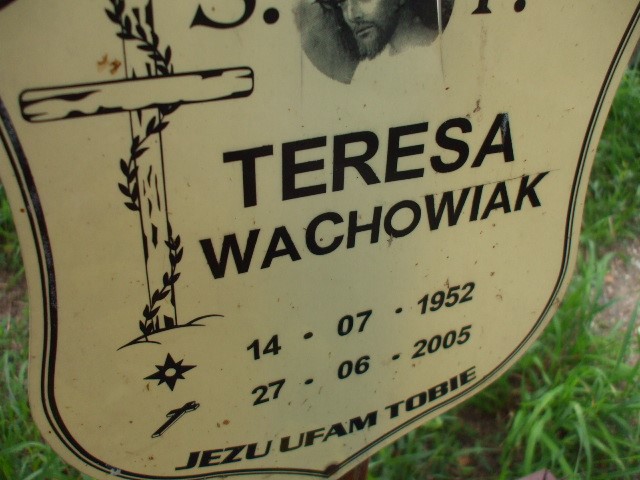 S. P.
TERESA
WACHOWIAK
14 · 07 · 1952
27 · 06 · 2005
JEZU UFAM TOBIE